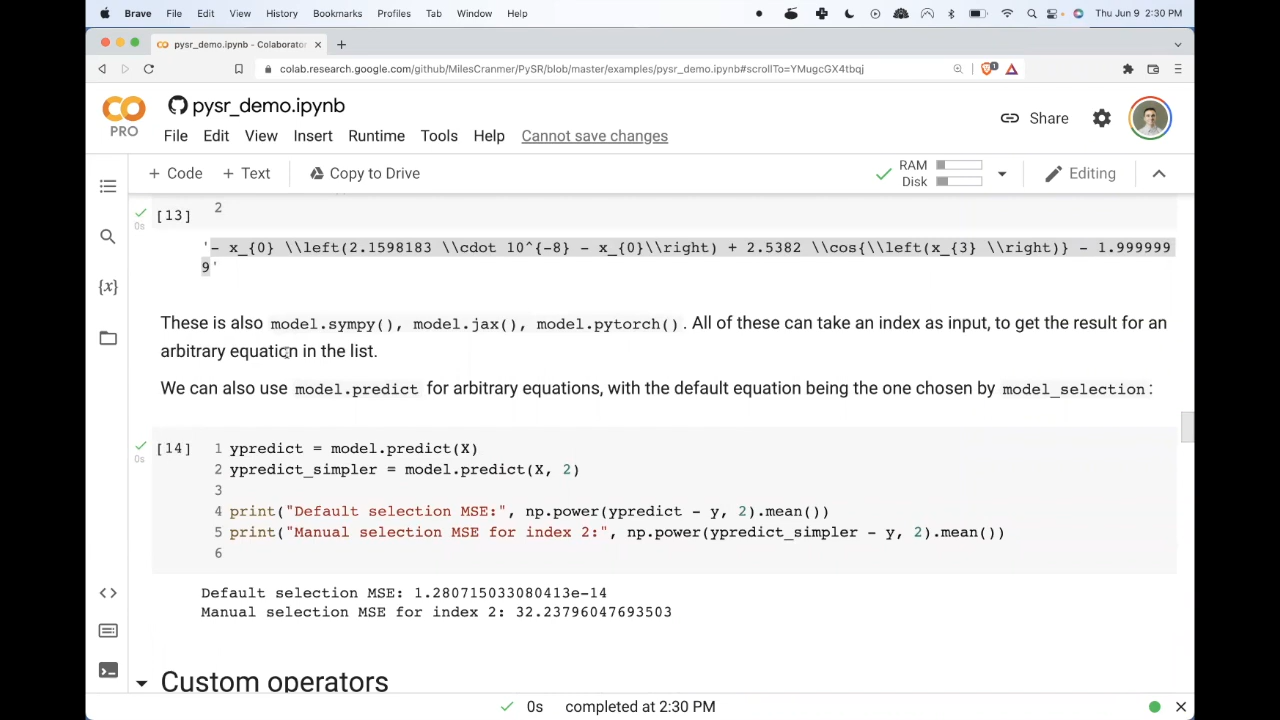 Brave File Edit View History Bookmarks Profiles Tab Window Help Thu Jun 9 2:30 PM
pysr_demo.ipynb - Colaborator
colab.research.google.com/github/MilesCranmer/PySR/blob/master/examples/pysr_demo.ipynb#scrollTo=YMugcGX4tbqj
1
CO
PRO
pysr_demo.ipynb
File Edit View Insert Runtime Tools Help Cannot save changes
Share
+ Code + Text Copy to Drive
RAM
Disk
Editing
[13] 2
0s
'- x_{0} \\left(2.1598183 \\cdot 10^{-8} - x_{0}\\right) + 2.5382 \\cos{\\left(x_{3} \\right)} - 1.999999
9'
{x}
These is also model.sympy(), model.jax(), model.pytorch(). All of these can take an index as input, to get the result for an
arbitrary equation in the list.
We can also use model.predict for arbitrary equations, with the default equation being the one chosen by model_selection:
[14] 1 ypredict = model.predict(X)
0s
2 ypredict_simpler = model.predict(X, 2)
3
4 print("Default selection MSE:", np.power(ypredict - y, 2).mean())
5 print("Manual selection MSE for index 2:", np.power(ypredict_simpler - y, 2).mean())
6
Default selection MSE: 1.280715033080413e-14
Manual selection MSE for index 2: 32.23796047693503
Custom operators
0s completed at 2:30 PM